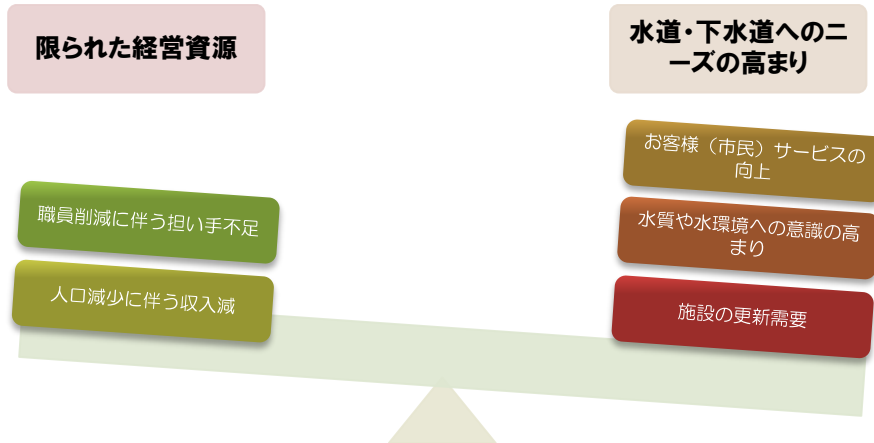 限られた経営資源
水道・下水道へのニ
ーズの高まり
お客様（市民）サービスの
向上
職員削減に伴う担い手不足
水質や水環境への意識の高
まり
人口減少に伴う収入減
施設の更新需要